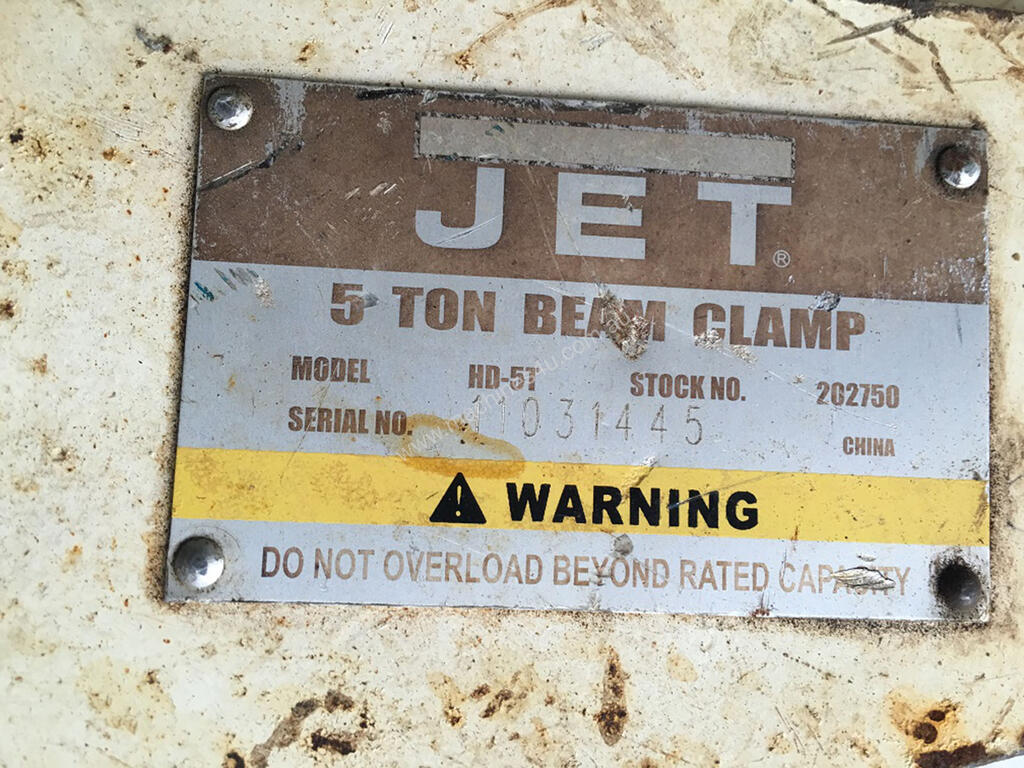 JET®
5 TON BEAM CLAMP
MODEL HD-5T STOCK NO. 202750
SERIAL NO. 11031445 CHINA
WARNING
DO NOT OVERLOAD BEYOND RATED CAPACITY